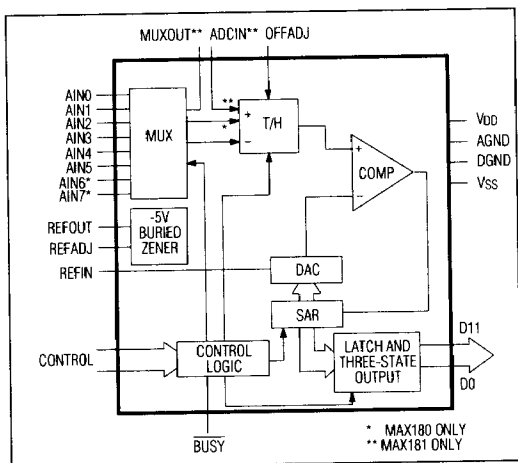 MUXOUT** ADCIN** OFFADJ
AIN0
AIN1
AIN2
AIN3
AIN4
AIN5
AIN6*
AIN7*
MUX
**
+
*
−
T/H
VDD
AGND
DGND
VSS
+
−
COMP
REFOUT
REFADJ
-5V
BURIED
ZENER
REFIN
DAC
SAR
CONTROL
CONTROL
LOGIC
LATCH AND
THREE-STATE
OUTPUT
D11
D0
BUSY
* MAX180 ONLY
** MAX181 ONLY